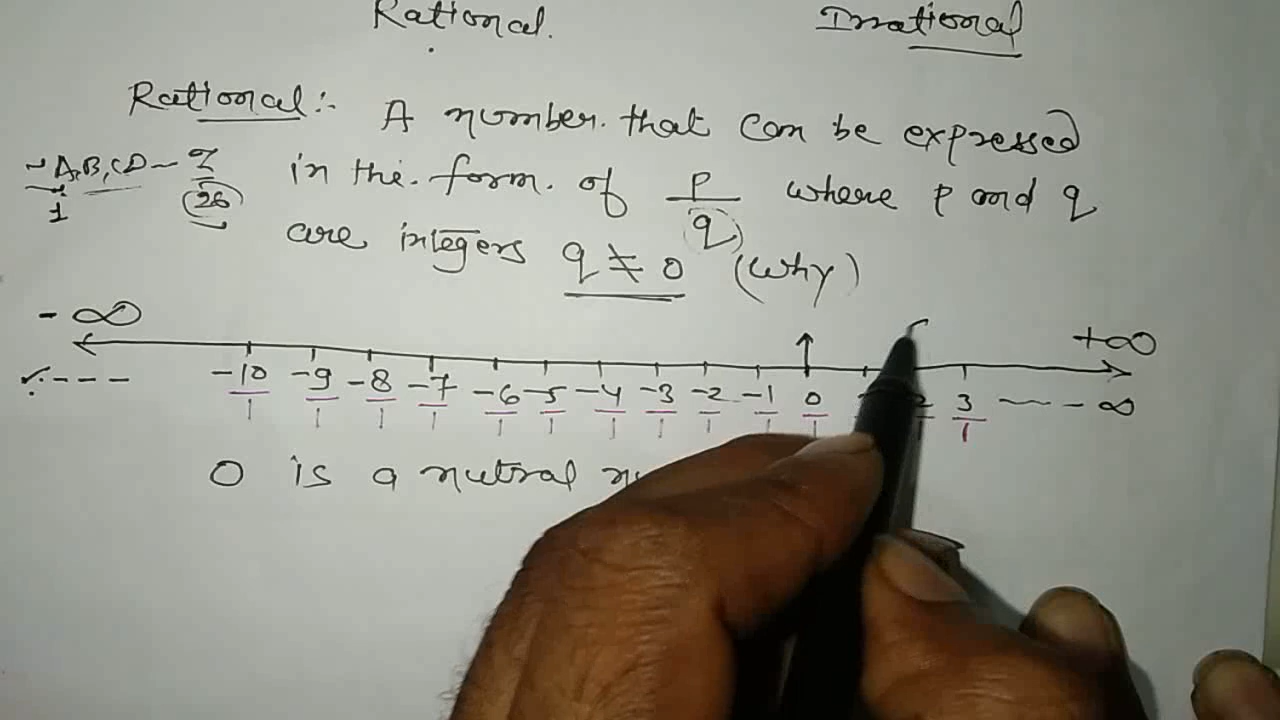 Rational. Irrational
Rational :- A number that can be expressed
~ A, B, C, D ~ Z in the form of P/q where p and q
1 26
are integers q ≠ 0 (why)
- ∞ +∞
-10/1 -9/1 -8/1 -7/1 -6/1 -5/1 -4/1 -3/1 -2/1 -1/1 0/1 2 3/1 ∞
0 is a nutral